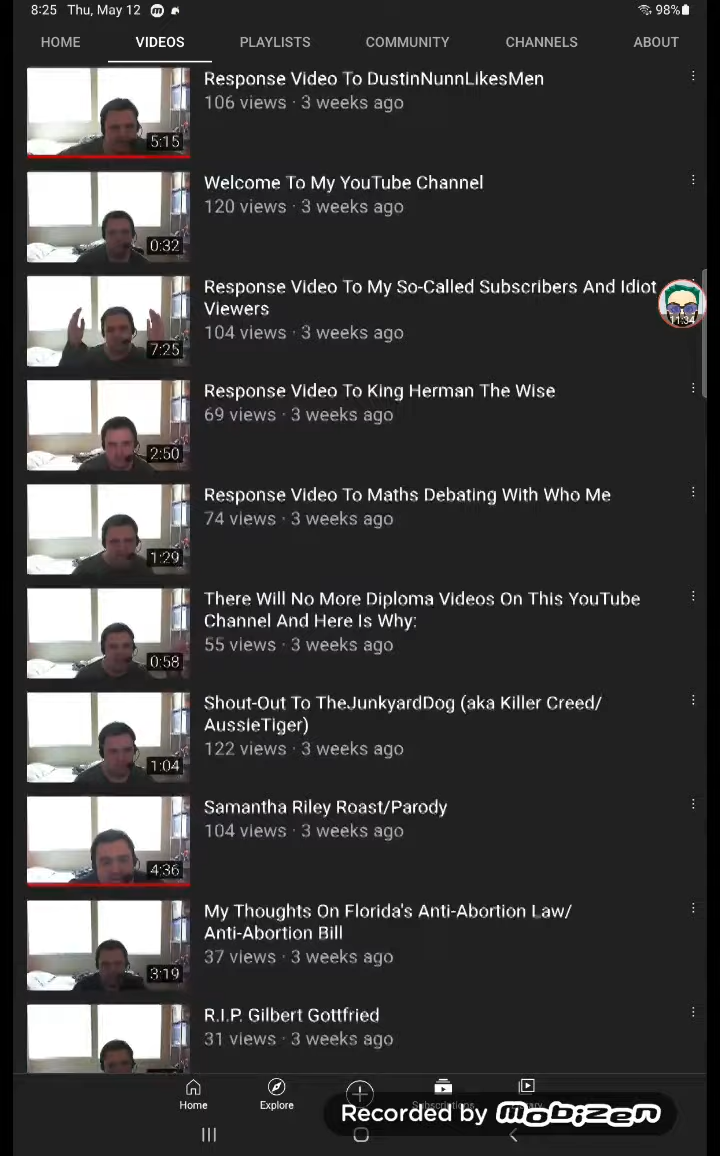 8:25 Thu, May 12 98%
HOME VIDEOS PLAYLISTS COMMUNITY CHANNELS ABOUT
Response Video To DustinNunnLikesMen
106 views · 3 weeks ago
5:15
Welcome To My YouTube Channel
120 views · 3 weeks ago
0:32
Response Video To My So-Called Subscribers And Idiot
Viewers
104 views · 3 weeks ago
7:25
11:34
Response Video To King Herman The Wise
69 views · 3 weeks ago
2:50
Response Video To Maths Debating With Who Me
74 views · 3 weeks ago
1:29
There Will No More Diploma Videos On This YouTube
Channel And Here Is Why:
55 views · 3 weeks ago
0:58
Shout-Out To TheJunkyardDog (aka Killer Creed/
AussieTiger)
122 views · 3 weeks ago
1:04
Samantha Riley Roast/Parody
104 views · 3 weeks ago
4:36
My Thoughts On Florida's Anti-Abortion Law/
Anti-Abortion Bill
37 views · 3 weeks ago
3:19
R.I.P. Gilbert Gottfried
31 views · 3 weeks ago
Home Explore Subscriptions
Recorded by mobizen